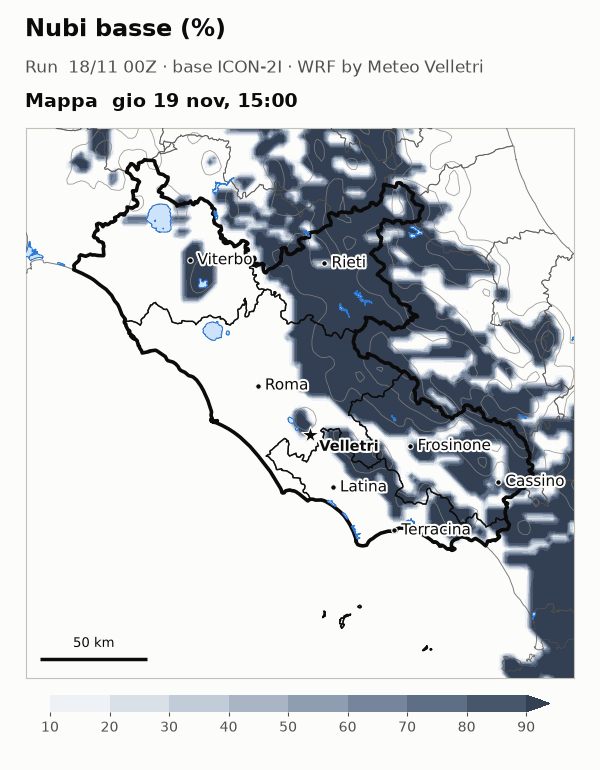 Nubi basse (%)
Run  18/11 00Z · base ICON-2I · WRF by Meteo Velletri
Mappa  gio 19 nov, 15:00
Viterbo
Rieti
Roma
Velletri
Frosinone
Cassino
Latina
Terracina
50 km
10 20 30 40 50 60 70 80 90